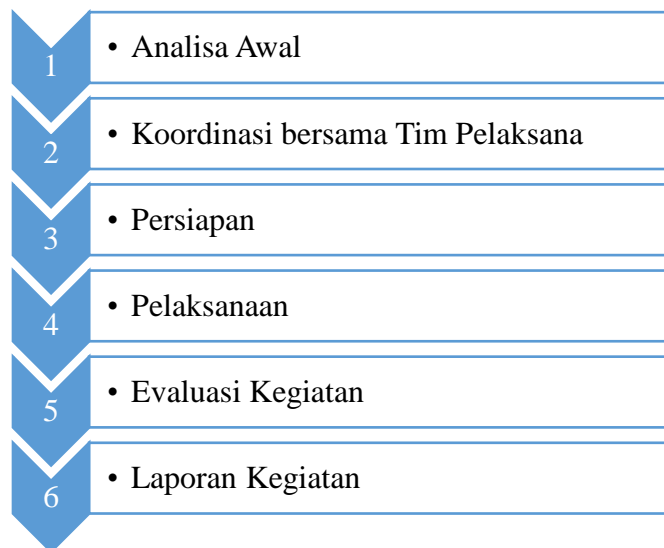 1
• Analisa Awal
2
• Koordinasi bersama Tim Pelaksana
3
• Persiapan
4
• Pelaksanaan
5
• Evaluasi Kegiatan
6
• Laporan Kegiatan